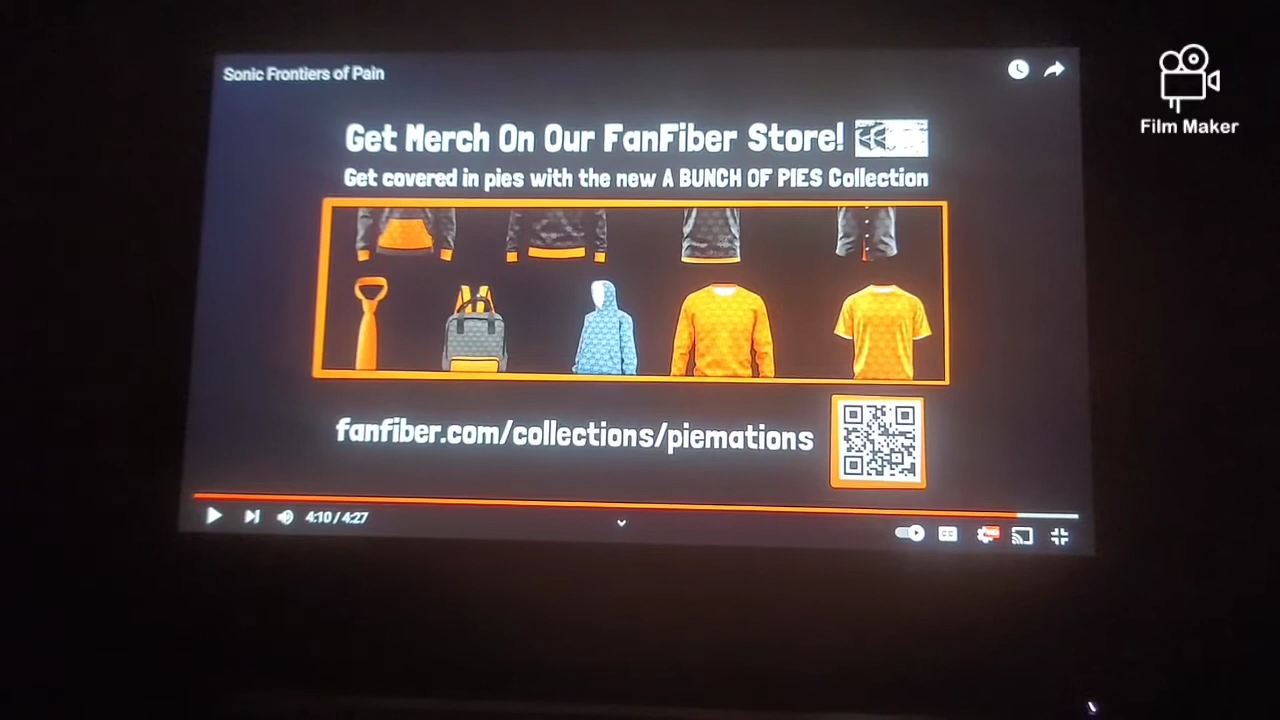 Sonic Frontiers of Pain
Film Maker
Get Merch On Our FanFiber Store!
Get covered in pies with the new A BUNCH OF PIES Collection
fanfiber.com/collections/piemations
4:10 / 4:27
CC